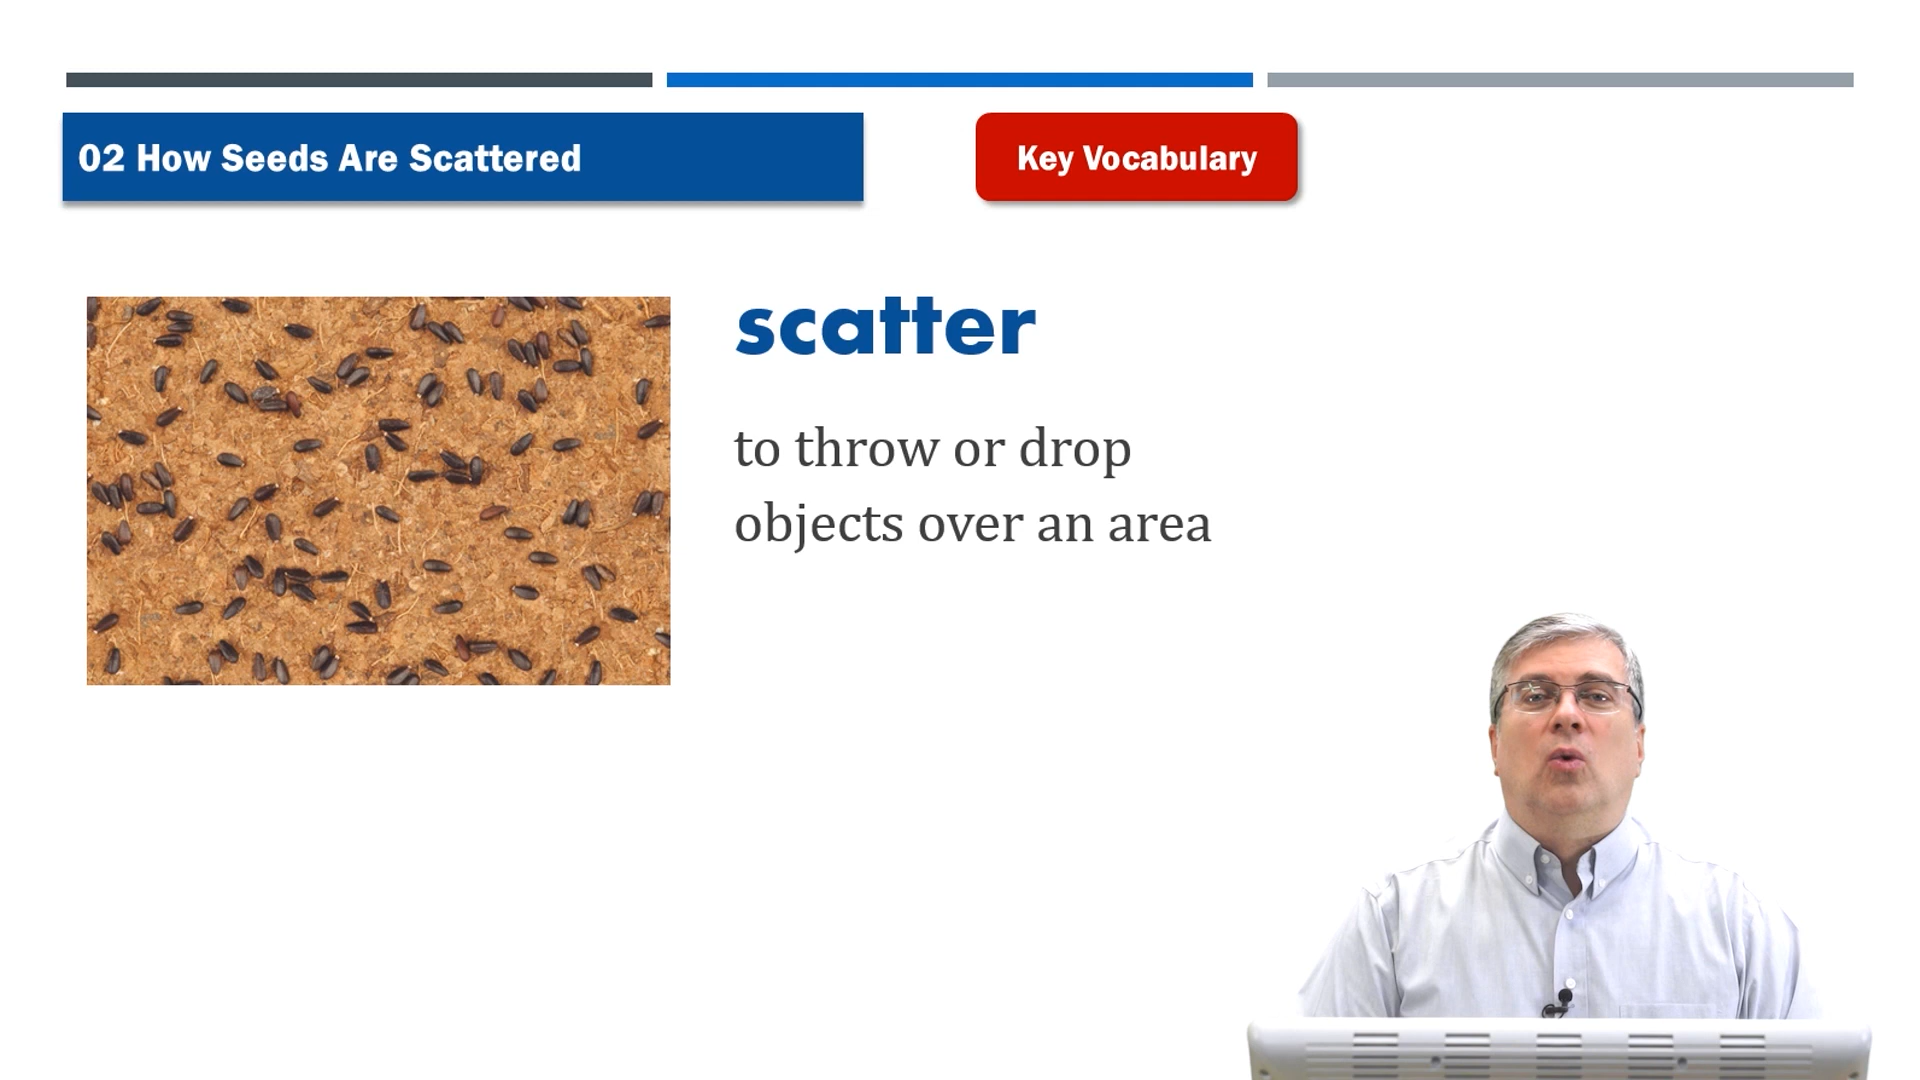 02 How Seeds Are Scattered
Key Vocabulary
scatter
to throw or drop
objects over an area